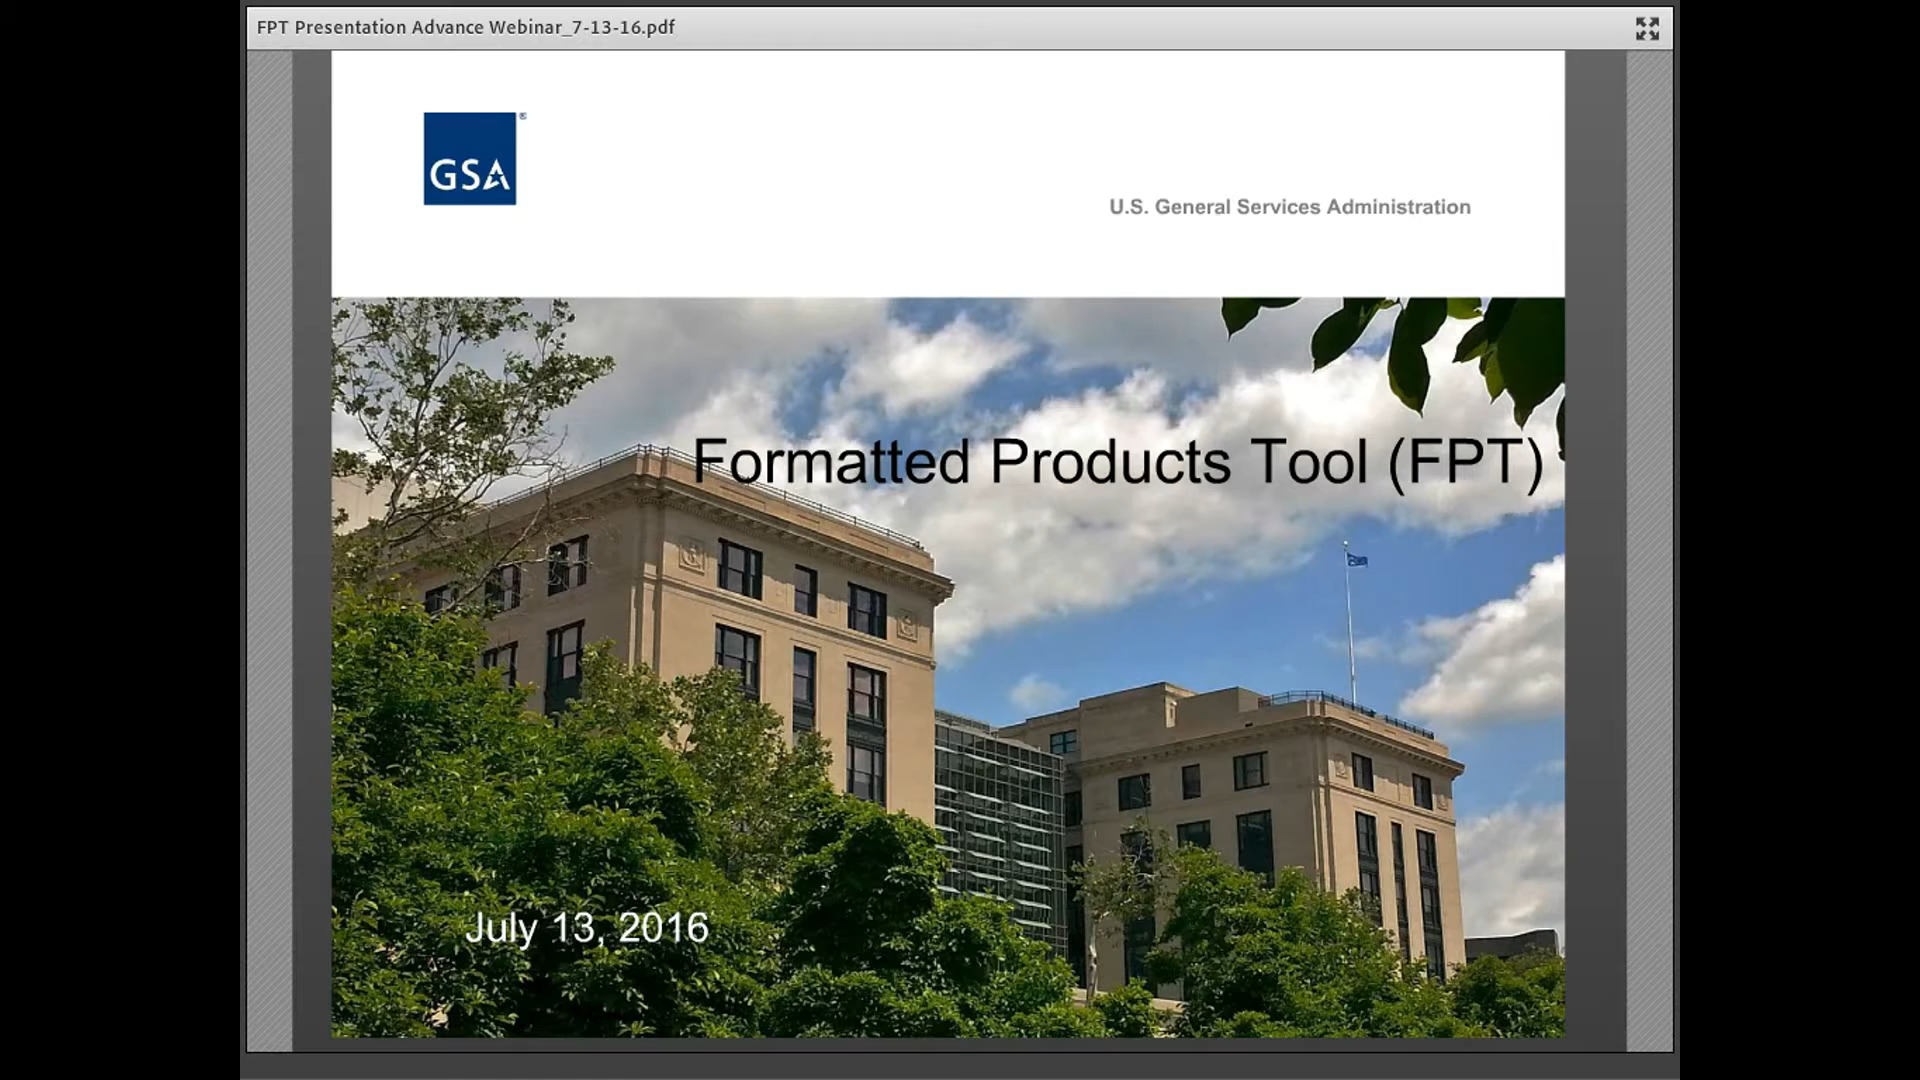 FPT Presentation Advance Webinar_7-13-16.pdf
GSA®
U.S. General Services Administration
Formatted Products Tool (FPT)
July 13, 2016